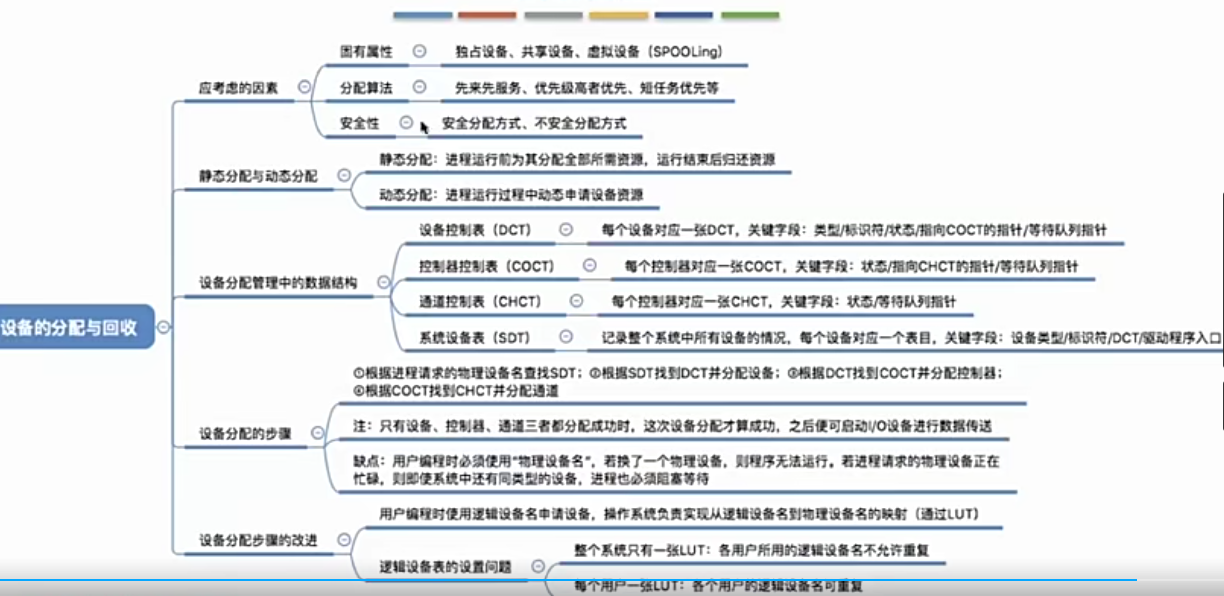 固有属性 独占设备、共享设备、虚拟设备（SPOOLing）
应考虑的因素
分配算法 先来先服务、优先级高者优先、短任务优先等
安全性 安全分配方式、不安全分配方式
静态分配：进程运行前为其分配全部所需资源，运行结束后归还资源
静态分配与动态分配
动态分配：进程运行过程中动态申请设备资源
设备控制表（DCT） 每个设备对应一张DCT，关键字段：类型/标识符/状态/指向COCT的指针/等待队列指针
控制器控制表（COCT） 每个控制器对应一张COCT，关键字段：状态/指向CHCT的指针/等待队列指针
设备分配管理中的数据结构
通道控制表（CHCT） 每个控制器对应一张CHCT，关键字段：状态/等待队列指针
系统设备表（SDT） 记录整个系统中所有设备的情况，每个设备对应一个表目，关键字段：设备类型/标识符/DCT/驱动程序入口
设备的分配与回收
①根据进程请求的物理设备名查找SDT；②根据SDT找到DCT并分配设备；③根据DCT找到COCT并分配控制器；
④根据COCT找到CHCT并分配通道
设备分配的步骤
注：只有设备、控制器、通道三者都分配成功时，这次设备分配才算成功，之后便可启动I/O设备进行数据传送
缺点：用户编程时必须使用“物理设备名”，若换了一个物理设备，则程序无法运行。若进程请求的物理设备正在
忙碌，则即使系统中还有同类型的设备，进程也必须阻塞等待
用户编程时使用逻辑设备名申请设备，操作系统负责实现从逻辑设备名到物理设备名的映射（通过LUT）
设备分配步骤的改进
整个系统只有一张LUT：各用户所用的逻辑设备名不允许重复
逻辑设备表的设置问题
每个用户一张LUT：各个用户的逻辑设备名可重复